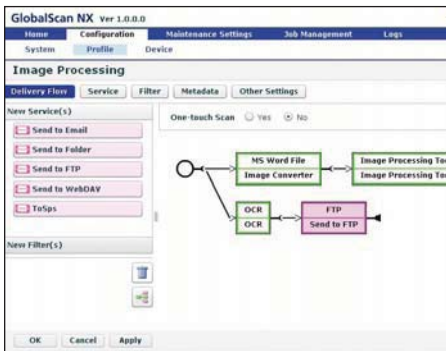 GlobalScan NX Ver 1.0.0.0
Home Configuration Maintenance Settings Job Management Logs
System Profile Device
Image Processing
Delivery Flow Service Filter Metadata Other Settings
New Service(s)
One-touch Scan Yes No
Send to Email
Send to Folder
Send to FTP
Send to WebDAV
ToSps
MS Word File
Image Converter
Image Processing Too
Image Processing Too
OCR
OCR
FTP
Send to FTP
New Filter(s)
OK Cancel Apply